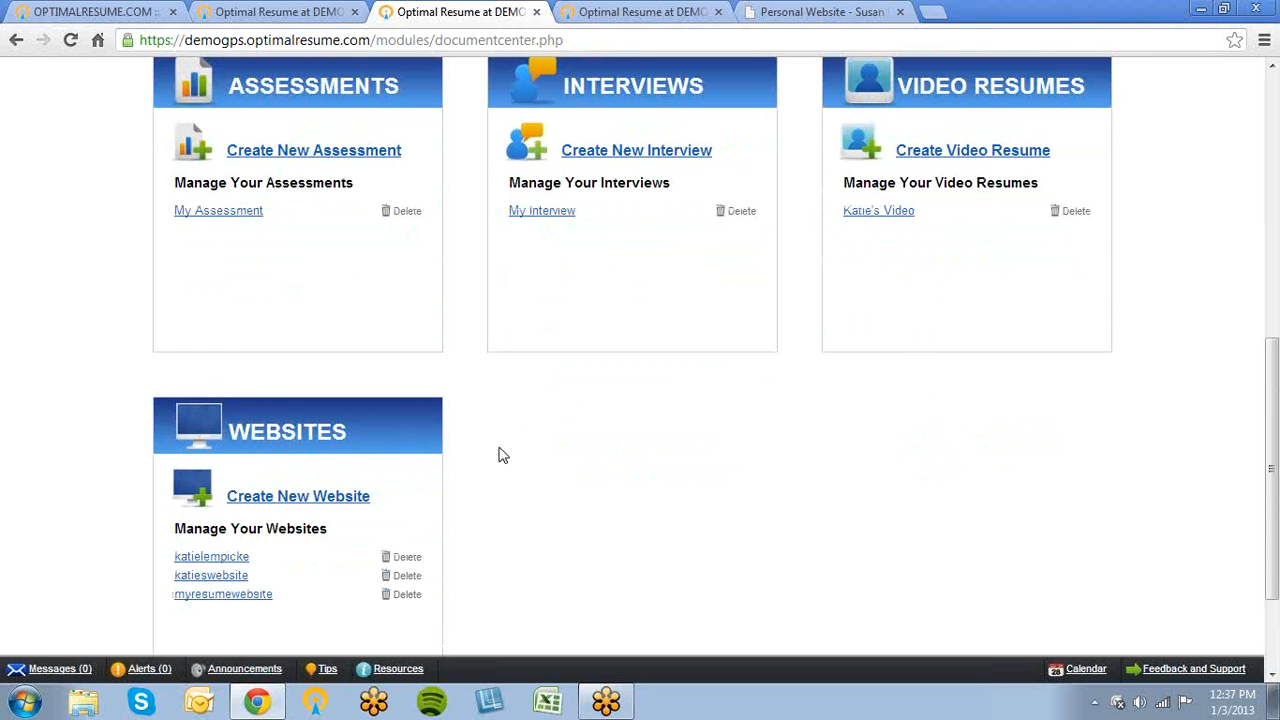 OPTIMALRESUME.COM ::
Optimal Resume at DEMO
Optimal Resume at DEMO
Optimal Resume at DEMO
Personal Website - Susan
https://demogps.optimalresume.com/modules/documentcenter.php
ASSESSMENTS
INTERVIEWS
VIDEO RESUMES
Create New Assessment
Create New Interview
Create Video Resume
Manage Your Assessments
Manage Your Interviews
Manage Your Video Resumes
My Assessment Delete
My Interview Delete
Katie's Video Delete
WEBSITES
Create New Website
Manage Your Websites
katielempicke Delete
katieswebsite Delete
myresumewebsite Delete
Messages (0) Alerts (0) Announcements Tips Resources
28 Calendar Feedback and Support
12:37 PM
1/3/2013